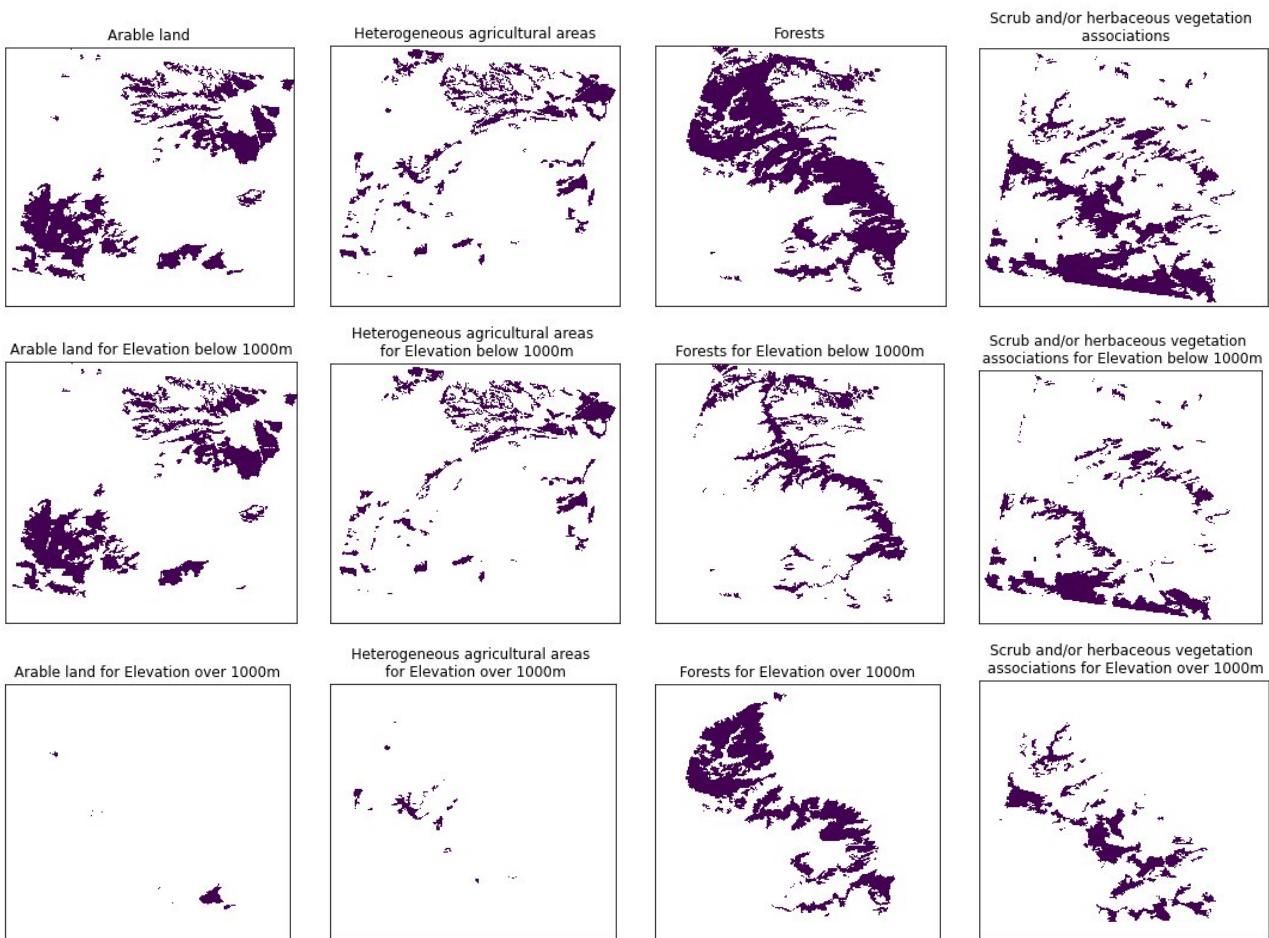 Arable land
Heterogeneous agricultural areas
Forests
Scrub and/or herbaceous vegetation
associations
Arable land for Elevation below 1000m
Heterogeneous agricultural areas
for Elevation below 1000m
Forests for Elevation below 1000m
Scrub and/or herbaceous vegetation
associations for Elevation below 1000m
Arable land for Elevation over 1000m
Heterogeneous agricultural areas
for Elevation over 1000m
Forests for Elevation over 1000m
Scrub and/or herbaceous vegetation
associations for Elevation over 1000m